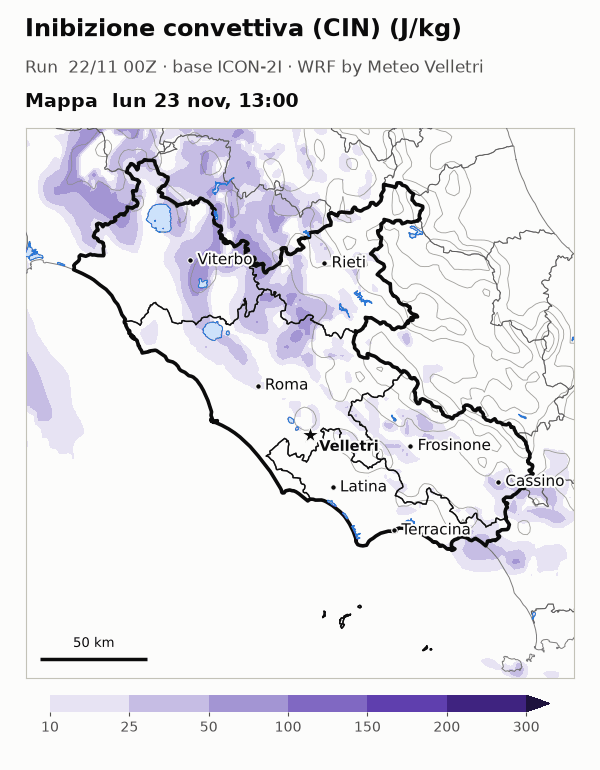 Inibizione convettiva (CIN) (J/kg)
Run  22/11 00Z · base ICON-2I · WRF by Meteo Velletri
Mappa  lun 23 nov, 13:00
Viterbo
Rieti
Roma
Velletri
Frosinone
Cassino
Latina
Terracina
50 km
10 25 50 100 150 200 300